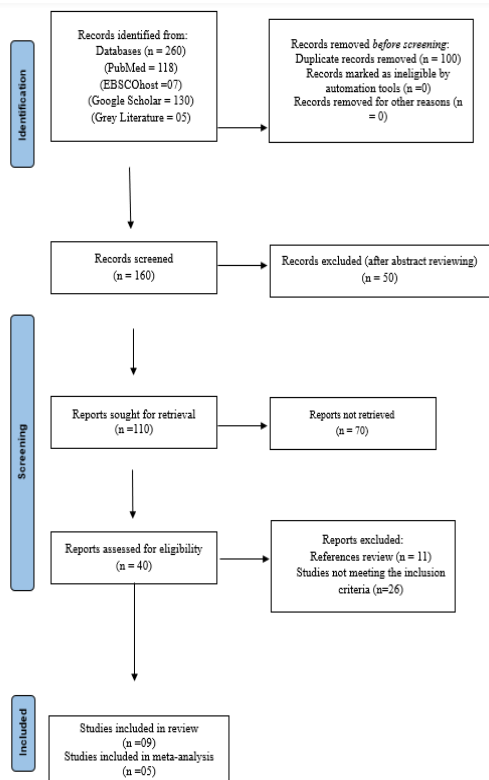 Identification
Records identified from:
Databases (n = 260)
(PubMed = 118)
(EBSCOhost =07)
(Google Scholar = 130)
(Grey Literature = 05)
Records removed before screening:
Duplicate records removed (n = 100)
Records marked as ineligible by
automation tools (n =0)
Records removed for other reasons (n
= 0)
Records screened
(n = 160)
Records excluded (after abstract reviewing)
(n = 50)
Screening
Reports sought for retrieval
(n =110)
Reports not retrieved
(n = 70)
Reports assessed for eligibility
(n = 40)
Reports excluded:
References review (n = 11)
Studies not meeting the inclusion
criteria (n=26)
Included
Studies included in review
(n =09)
Studies included in meta-analysis
(n =05)